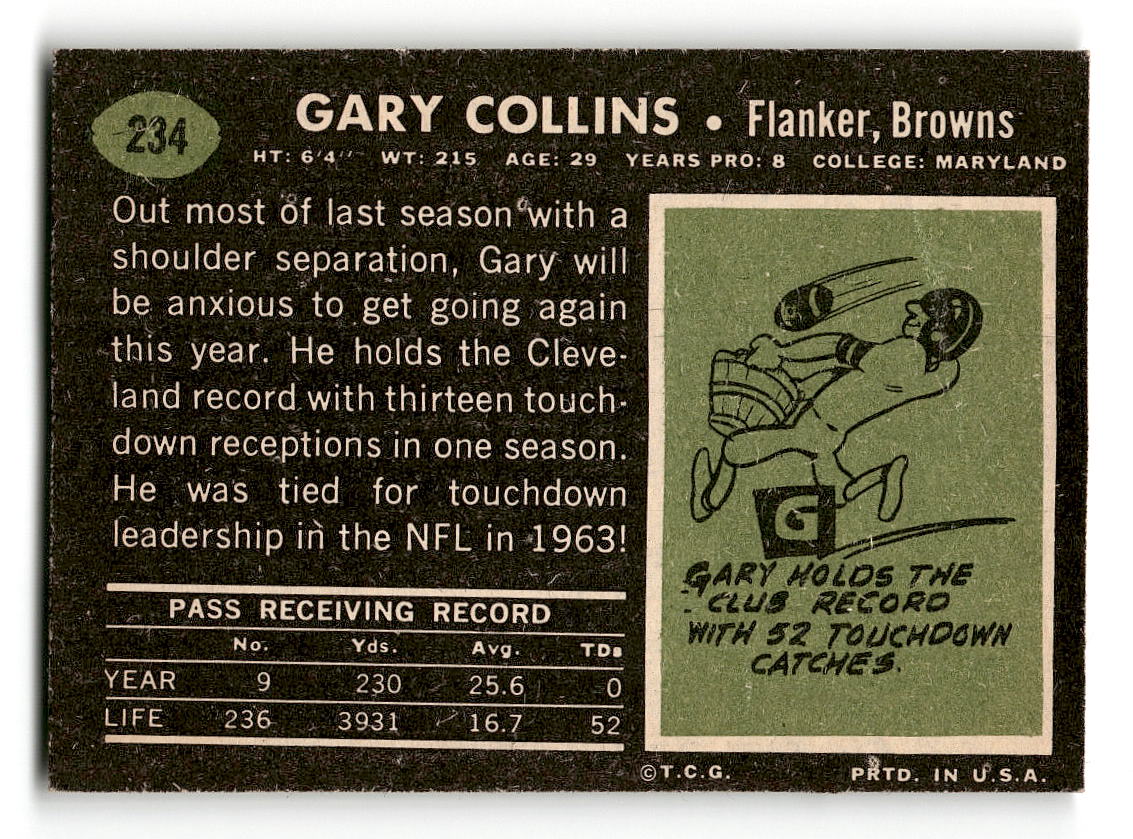 234
GARY COLLINS • Flanker, Browns
HT: 6'4'' WT: 215 AGE: 29 YEARS PRO: 8 COLLEGE: MARYLAND
Out most of last season with a
shoulder separation, Gary will
be anxious to get going again
this year. He holds the Cleve-
land record with thirteen touch-
down receptions in one season.
He was tied for touchdown
leadership in the NFL in 1963!
PASS RECEIVING RECORD
No. Yds. Avg. TDs
YEAR 9 230 25.6 0
LIFE 236 3931 16.7 52
G
GARY HOLDS THE
CLUB RECORD
WITH 52 TOUCHDOWN
CATCHES.
©T.C.G. PRTD. IN U.S.A.